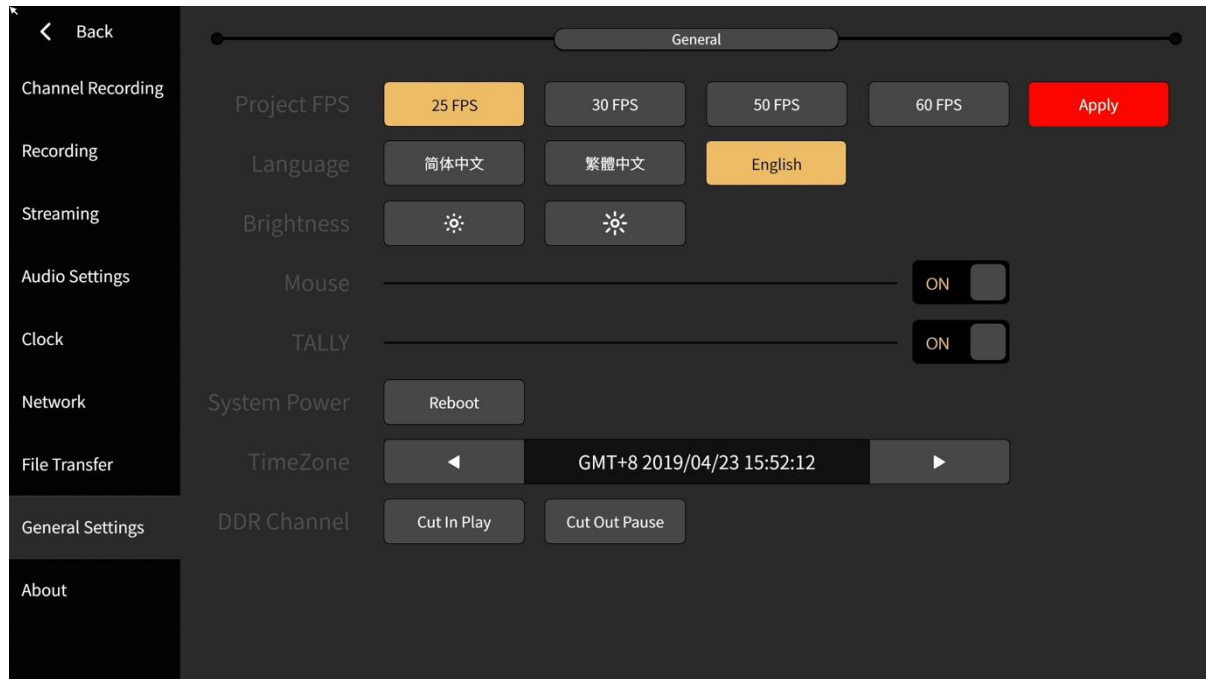 Back
General
Channel Recording
Recording
Streaming
Audio Settings
Clock
Network
File Transfer
General Settings
About
Project FPS 25 FPS 30 FPS 50 FPS 60 FPS Apply
Language 简体中文 繁體中文 English
Brightness
Mouse ON
TALLY ON
System Power Reboot
TimeZone GMT+8 2019/04/23 15:52:12
DDR Channel Cut In Play Cut Out Pause